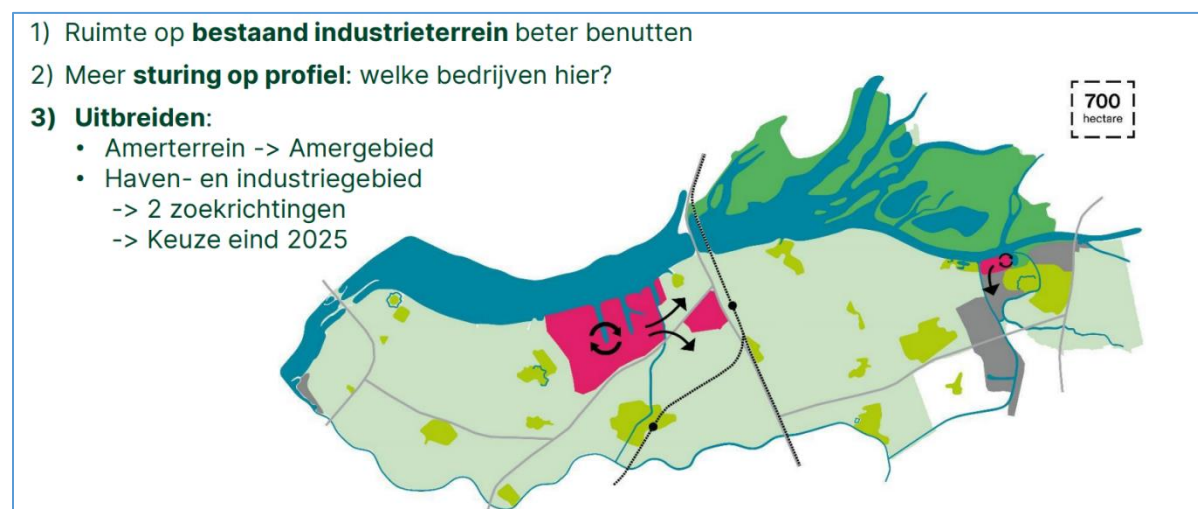 1) Ruimte op bestaand industrieterrein beter benutten
2) Meer sturing op profiel: welke bedrijven hier?
3) Uitbreiden:
• Amerterrein -> Amergebied
• Haven- en industriegebied
-> 2 zoekrichtingen
-> Keuze eind 2025
700
hectare